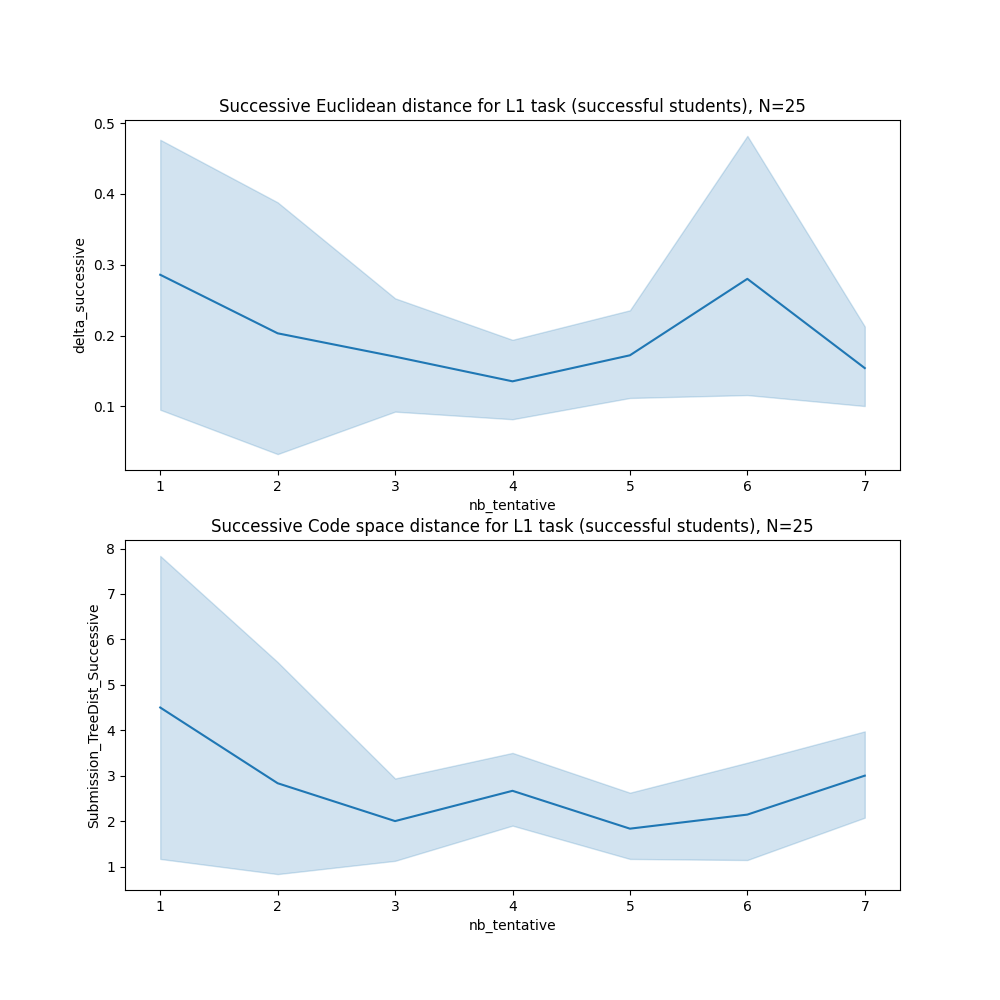 Successive Euclidean distance for L1 task (successful students), N=25
0.5
0.4
0.3
0.2
0.1
delta_successive
1 2 3 4 5 6 7
nb_tentative
Successive Code space distance for L1 task (successful students), N=25
8
7
6
5
4
3
2
1
Submission_TreeDist_Successive
1 2 3 4 5 6 7
nb_tentative